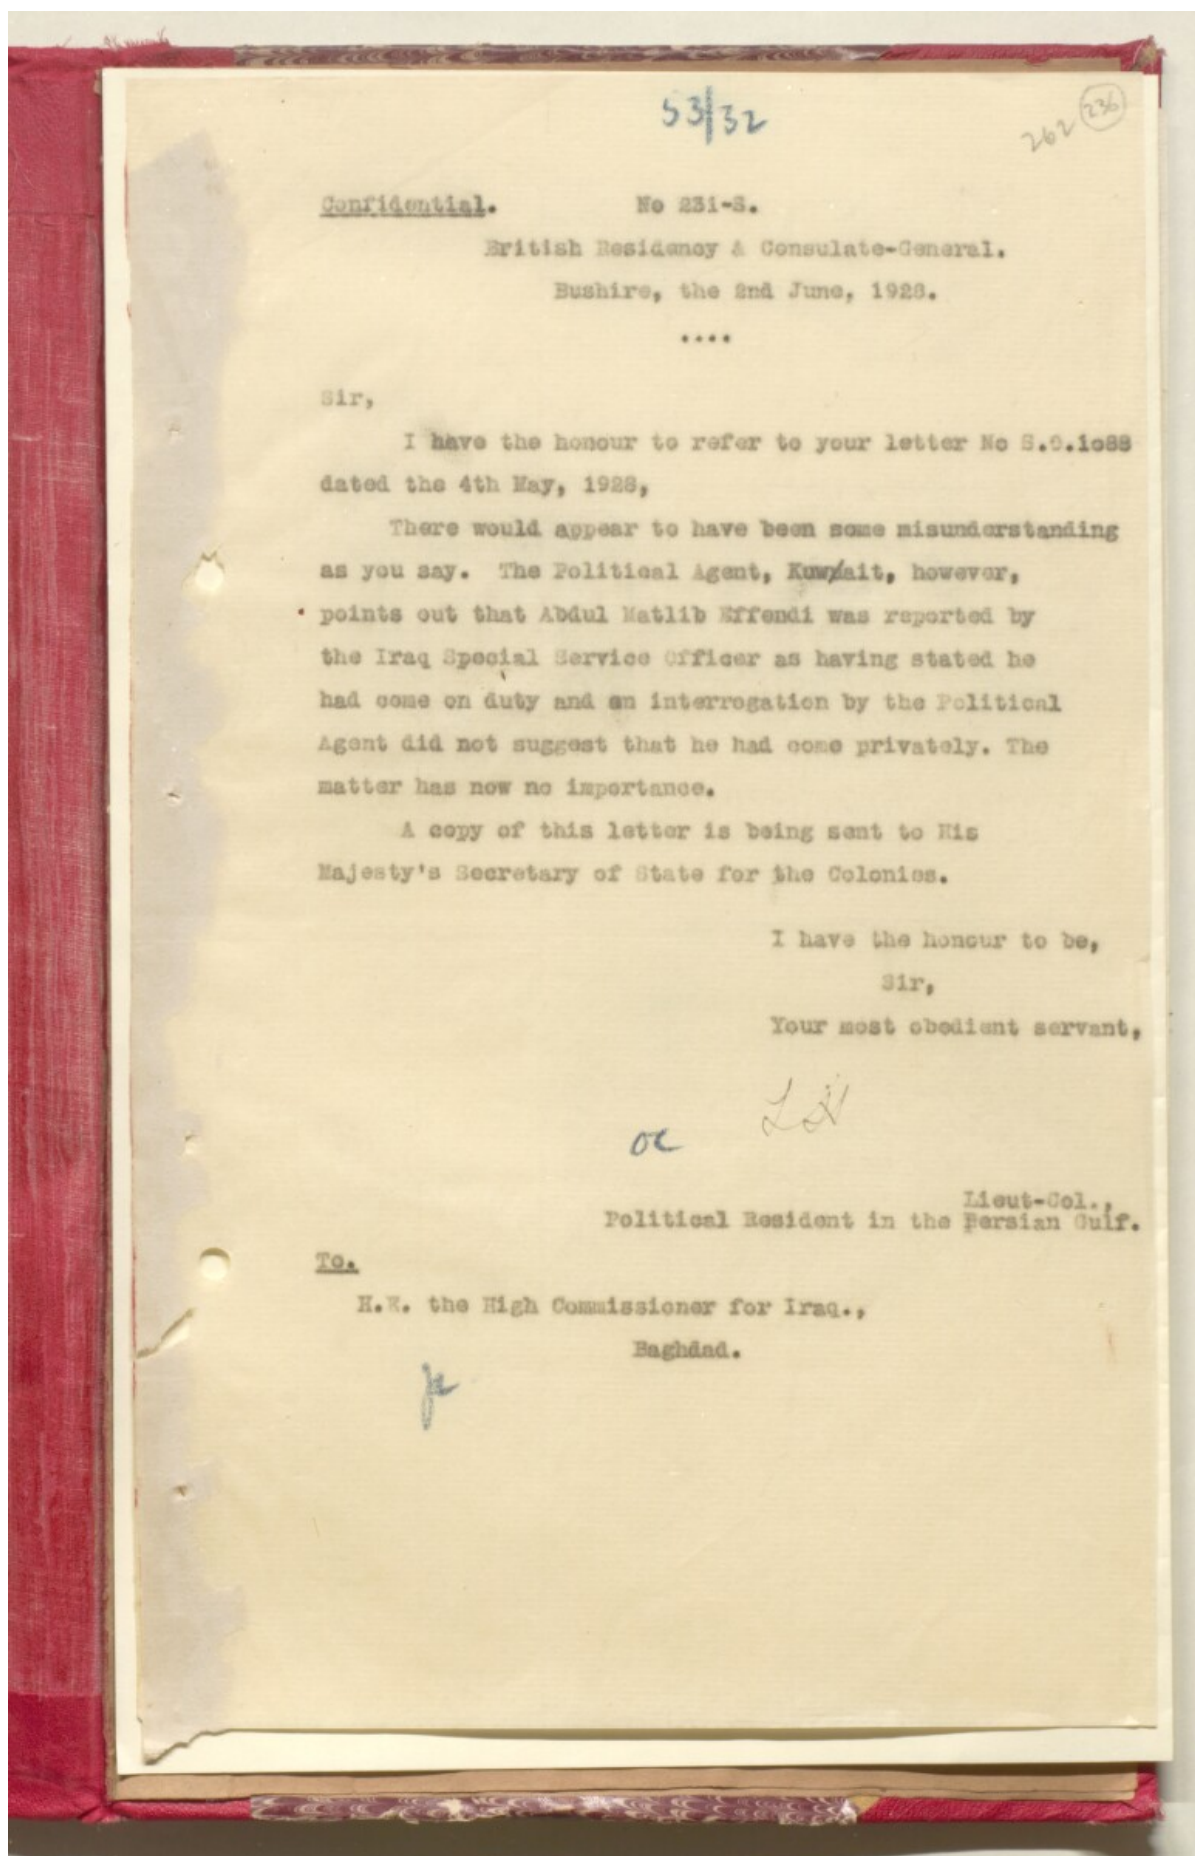 53/32
262 236
Confidential. No 231-S.
British Residency & Consulate-General.
Bushire, the 2nd June, 1928.
....
Sir,
I have the honour to refer to your letter No S.O.1088
dated the 4th May, 1928,
There would appear to have been some misunderstanding
as you say. The Political Agent, Kuwait, however,
points out that Abdul Matlib Effendi was reported by
the Iraq Special Service Officer as having stated he
had come on duty and an interrogation by the Political
Agent did not suggest that he had come privately. The
matter has now no importance.
A copy of this letter is being sent to His
Majesty's Secretary of State for the Colonies.
I have the honour to be,
Sir,
Your most obedient servant,
Lieut-Col.,
Political Resident in the Persian Gulf.
To.
H.E. the High Commissioner for Iraq.,
Baghdad.